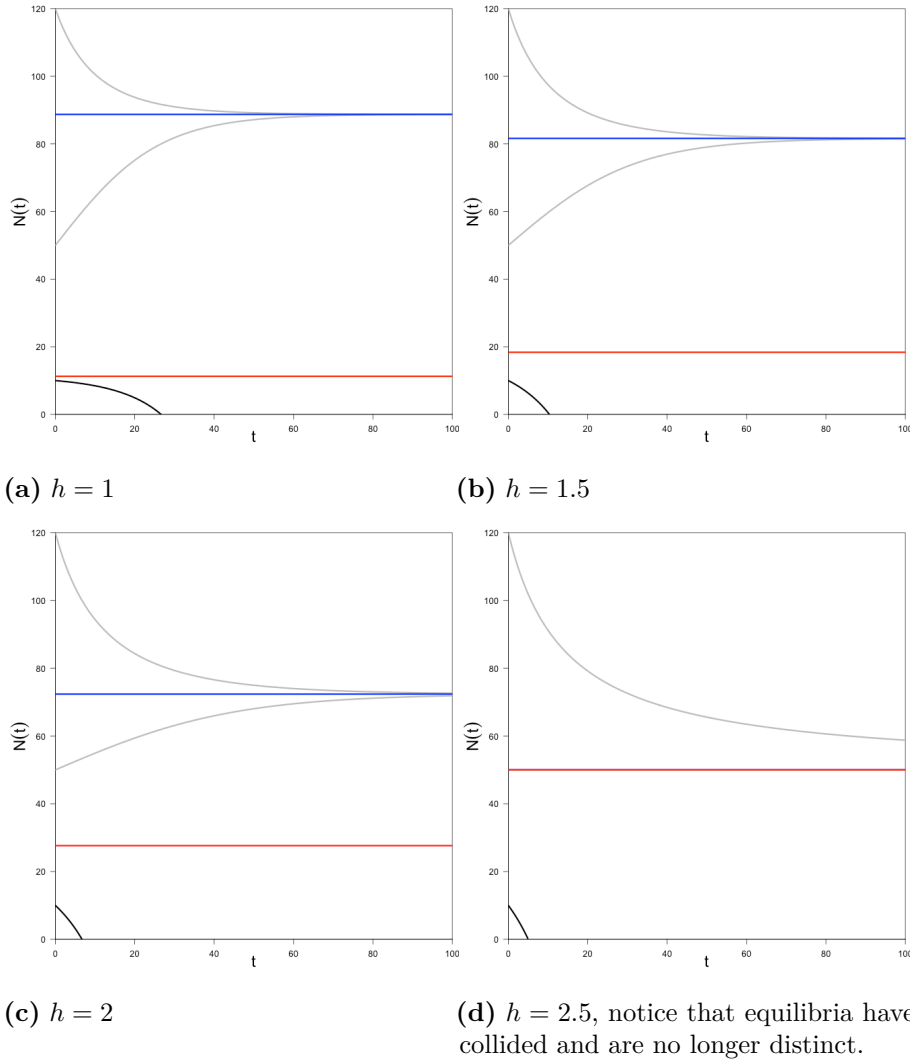 120
100
80
60
40
20
0
N(t)
0 20 40 60 80 100
t
120
100
80
60
40
20
0
N(t)
0 20 40 60 80 100
t
(a) h = 1
(b) h = 1.5
120
100
80
60
40
20
0
N(t)
0 20 40 60 80 100
t
120
100
80
60
40
20
0
N(t)
0 20 40 60 80 100
t
(c) h = 2
(d) h = 2.5, notice that equilibria have
collided and are no longer distinct.